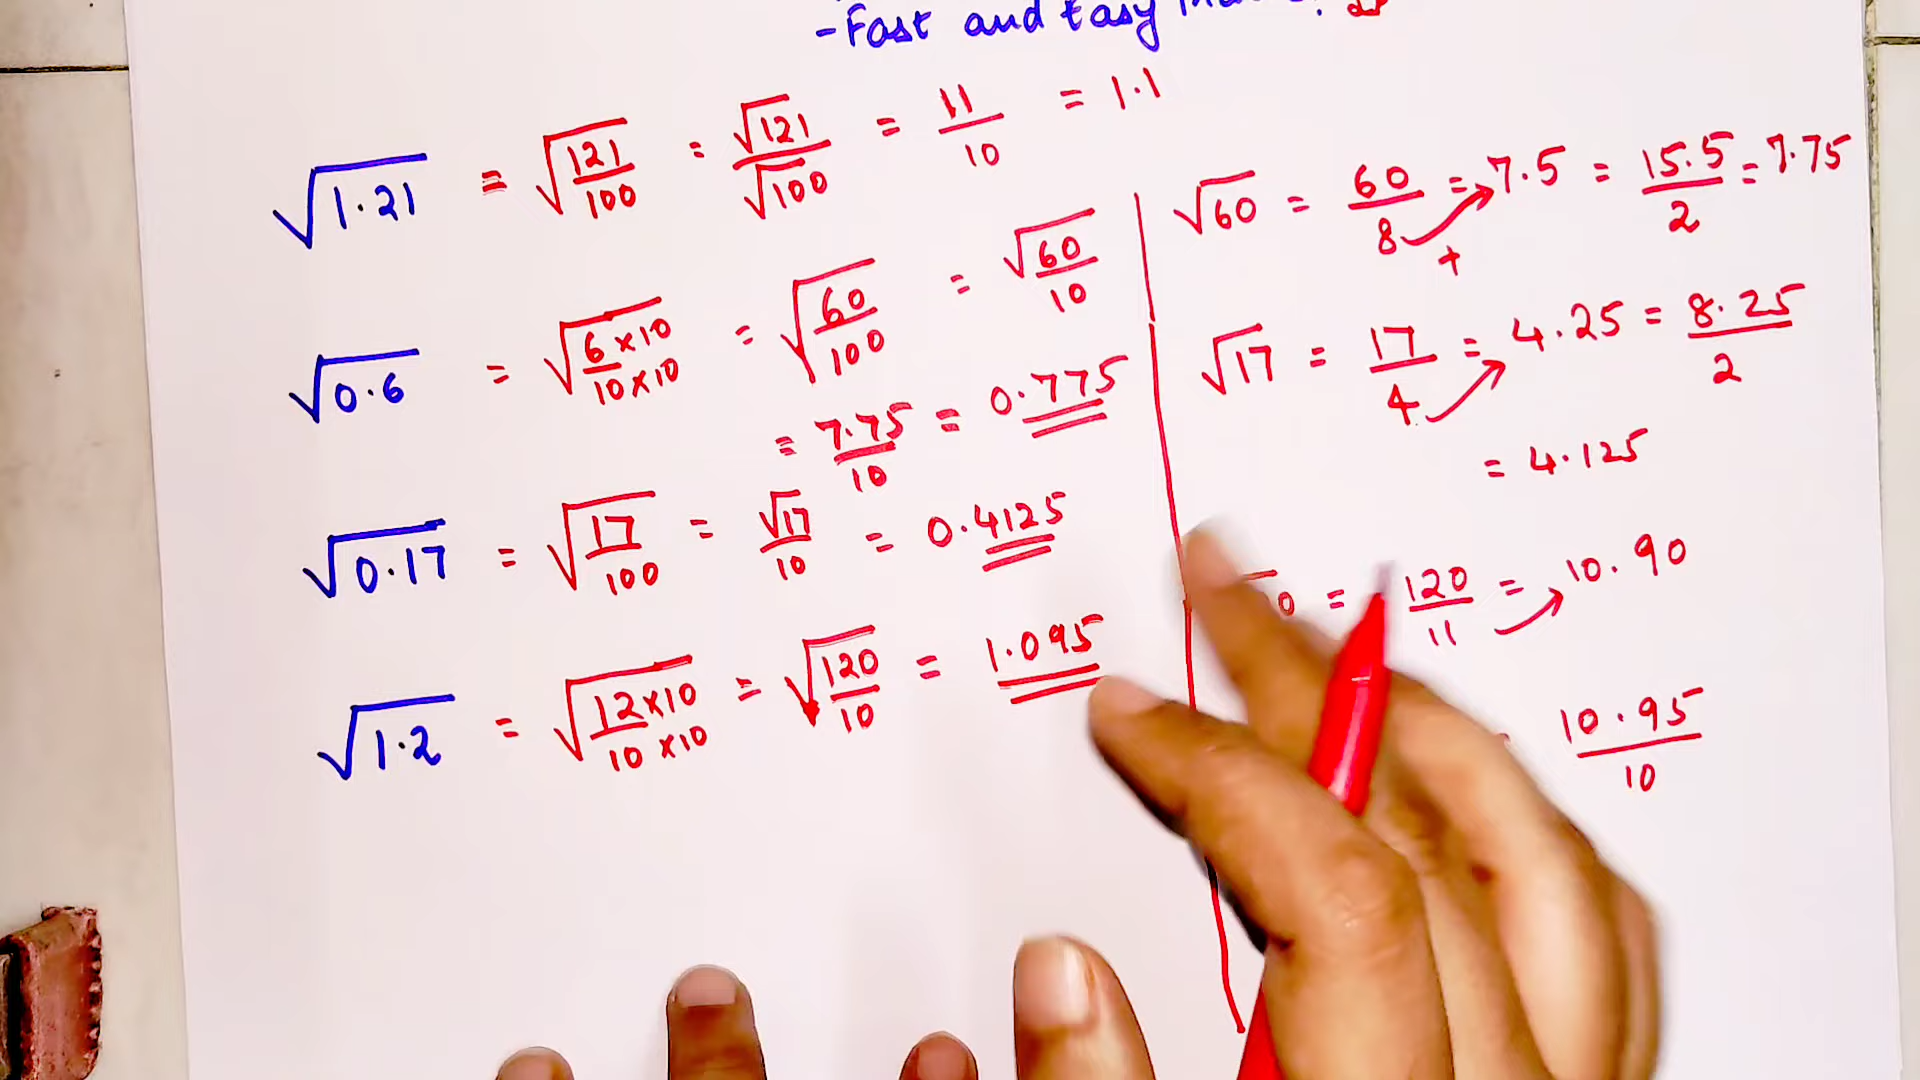 -Fast and Easy
√1.21 = √(121/100) = √121/√100 = 11/10 = 1.1
√0.6 = √(6×10/10×10) = √(60/100) = √60/10
= 7.75/10 = 0.775
√0.17 = √(17/100) = √17/10 = 0.4125
√1.2 = √(12×10/10×10) = √120/10 = 1.095
√60 = 60/8 = 7.5 = 15.5/2 = 7.75
+
√17 = 17/4 = 4.25 = 8.25/2
= 4.125
0 = 120/11 = 10.90
10.95/10